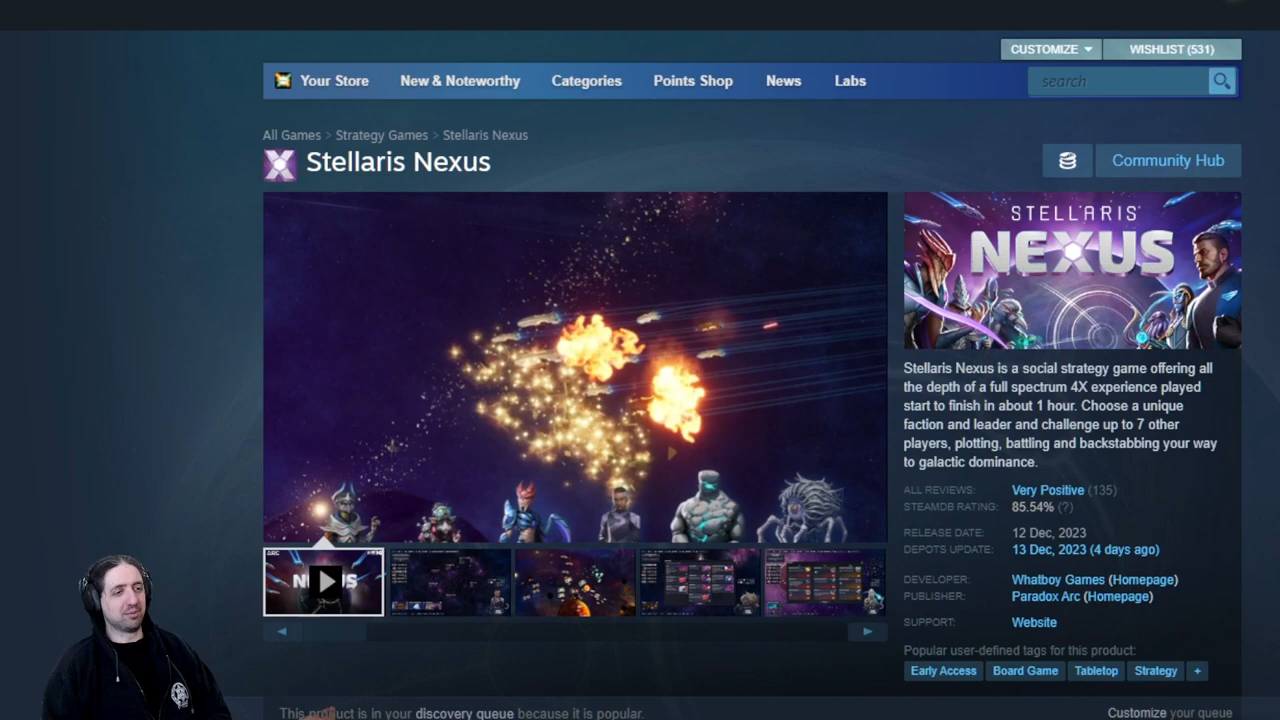 CUSTOMIZE
WISHLIST (531)
Your Store
New & Noteworthy
Categories
Points Shop
News
Labs
search
All Games > Strategy Games > Stellaris Nexus
Stellaris Nexus
Community Hub
STELLARIS
NEXUS
Stellaris Nexus is a social strategy game offering all
the depth of a full spectrum 4X experience played
start to finish in about 1 hour. Choose a unique
faction and leader and challenge up to 7 other
players, plotting, battling and backstabbing your way
to galactic dominance.
ALL REVIEWS: Very Positive (135)
STEAMDB RATING: 85.54% (?)
RELEASE DATE: 12 Dec, 2023
DEPOTS UPDATE: 13 Dec, 2023 (4 days ago)
DEVELOPER: Whatboy Games (Homepage)
PUBLISHER: Paradox Arc (Homepage)
SUPPORT: Website
Popular user-defined tags for this product:
Early Access
Board Game
Tabletop
Strategy
+
This product is in your discovery queue because it is popular.
Customize your queue